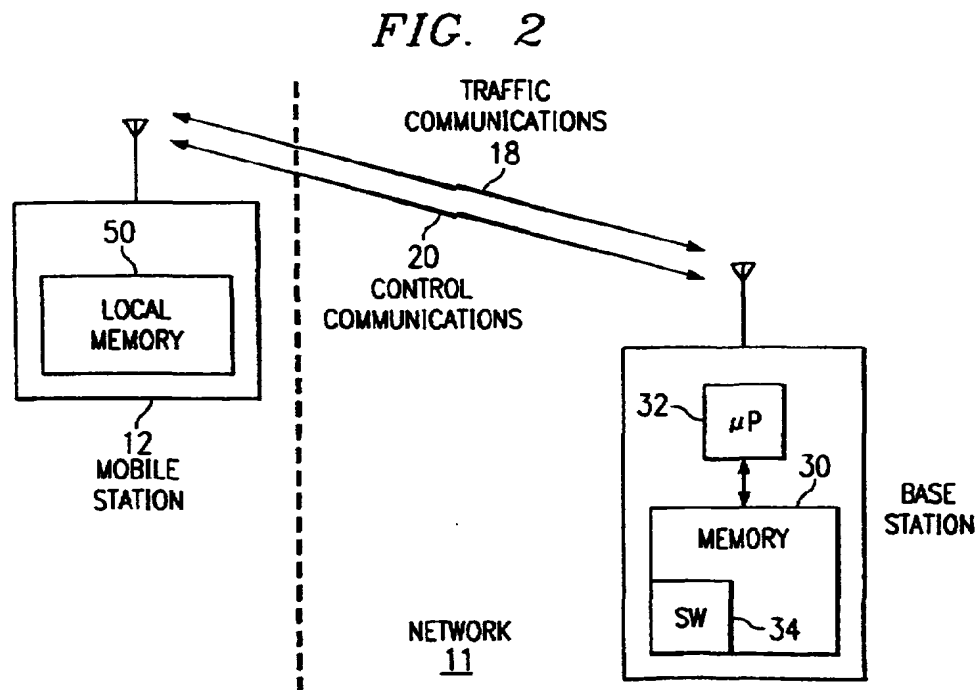 FIG. 2
TRAFFIC
COMMUNICATIONS
18
50
LOCAL
MEMORY
20
CONTROL
COMMUNICATIONS
12
MOBILE
STATION
32
μP
30
MEMORY
BASE
STATION
SW
34
NETWORK
11